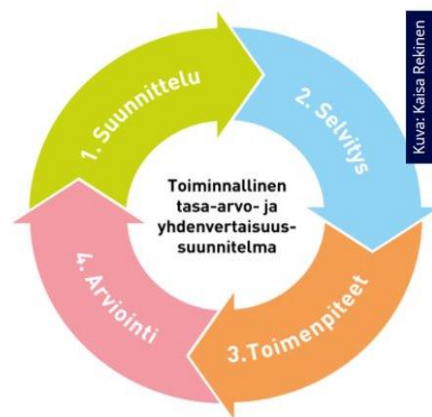 1. Suunnittelu
2. Selvitys
3.Toimenpiteet
4. Arviointi
Toiminnallinen
tasa-arvo- ja
yhdenvertaisuus-
suunnitelma
Kuva: Kaisa Rekinen